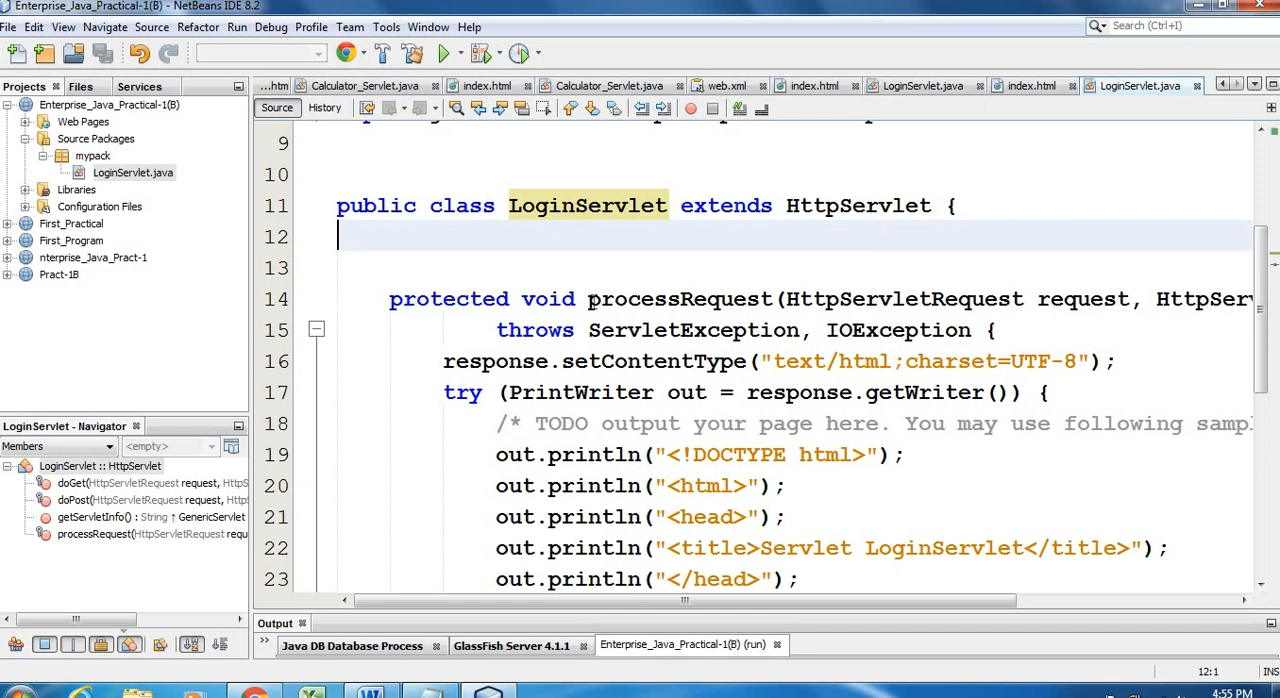 Enterprise_Java_Practical-1(B) - NetBeans IDE 8.2
File Edit View Navigate Source Refactor Run Debug Profile Team Tools Window Help
Search (Ctrl+I)
Projects Files Services
...htm Calculator_Servlet.java index.html Calculator_Servlet.java web.xml index.html LoginServlet.java index.html LoginServlet.java
Source History
Enterprise_Java_Practical-1(B)
Web Pages
Source Packages
mypack
LoginServlet.java
Libraries
Configuration Files
First_Practical
First_Program
nterprise_Java_Pract-1
Pract-1B
9
10
11 public class LoginServlet extends HttpServlet {
12
13
14 protected void processRequest(HttpServletRequest request, HttpServ
15 throws ServletException, IOException {
16 response.setContentType("text/html;charset=UTF-8");
17 try (PrintWriter out = response.getWriter()) {
18 /* TODO output your page here. You may use following samp
19 out.println("<!DOCTYPE html>");
20 out.println("<html>");
21 out.println("<head>");
22 out.println("<title>Servlet LoginServlet</title>");
23 out.println("</head>");
LoginServlet - Navigator
Members <empty>
LoginServlet :: HttpServlet
doGet(HttpServletRequest request, HttpS
doPost(HttpServletRequest request, Http
getServletInfo() : String ↑ GenericServlet
processRequest(HttpServletRequest requ
Output
Java DB Database Process GlassFish Server 4.1.1 Enterprise_Java_Practical-1(B) (run)
12:1 INS
4:55 PM